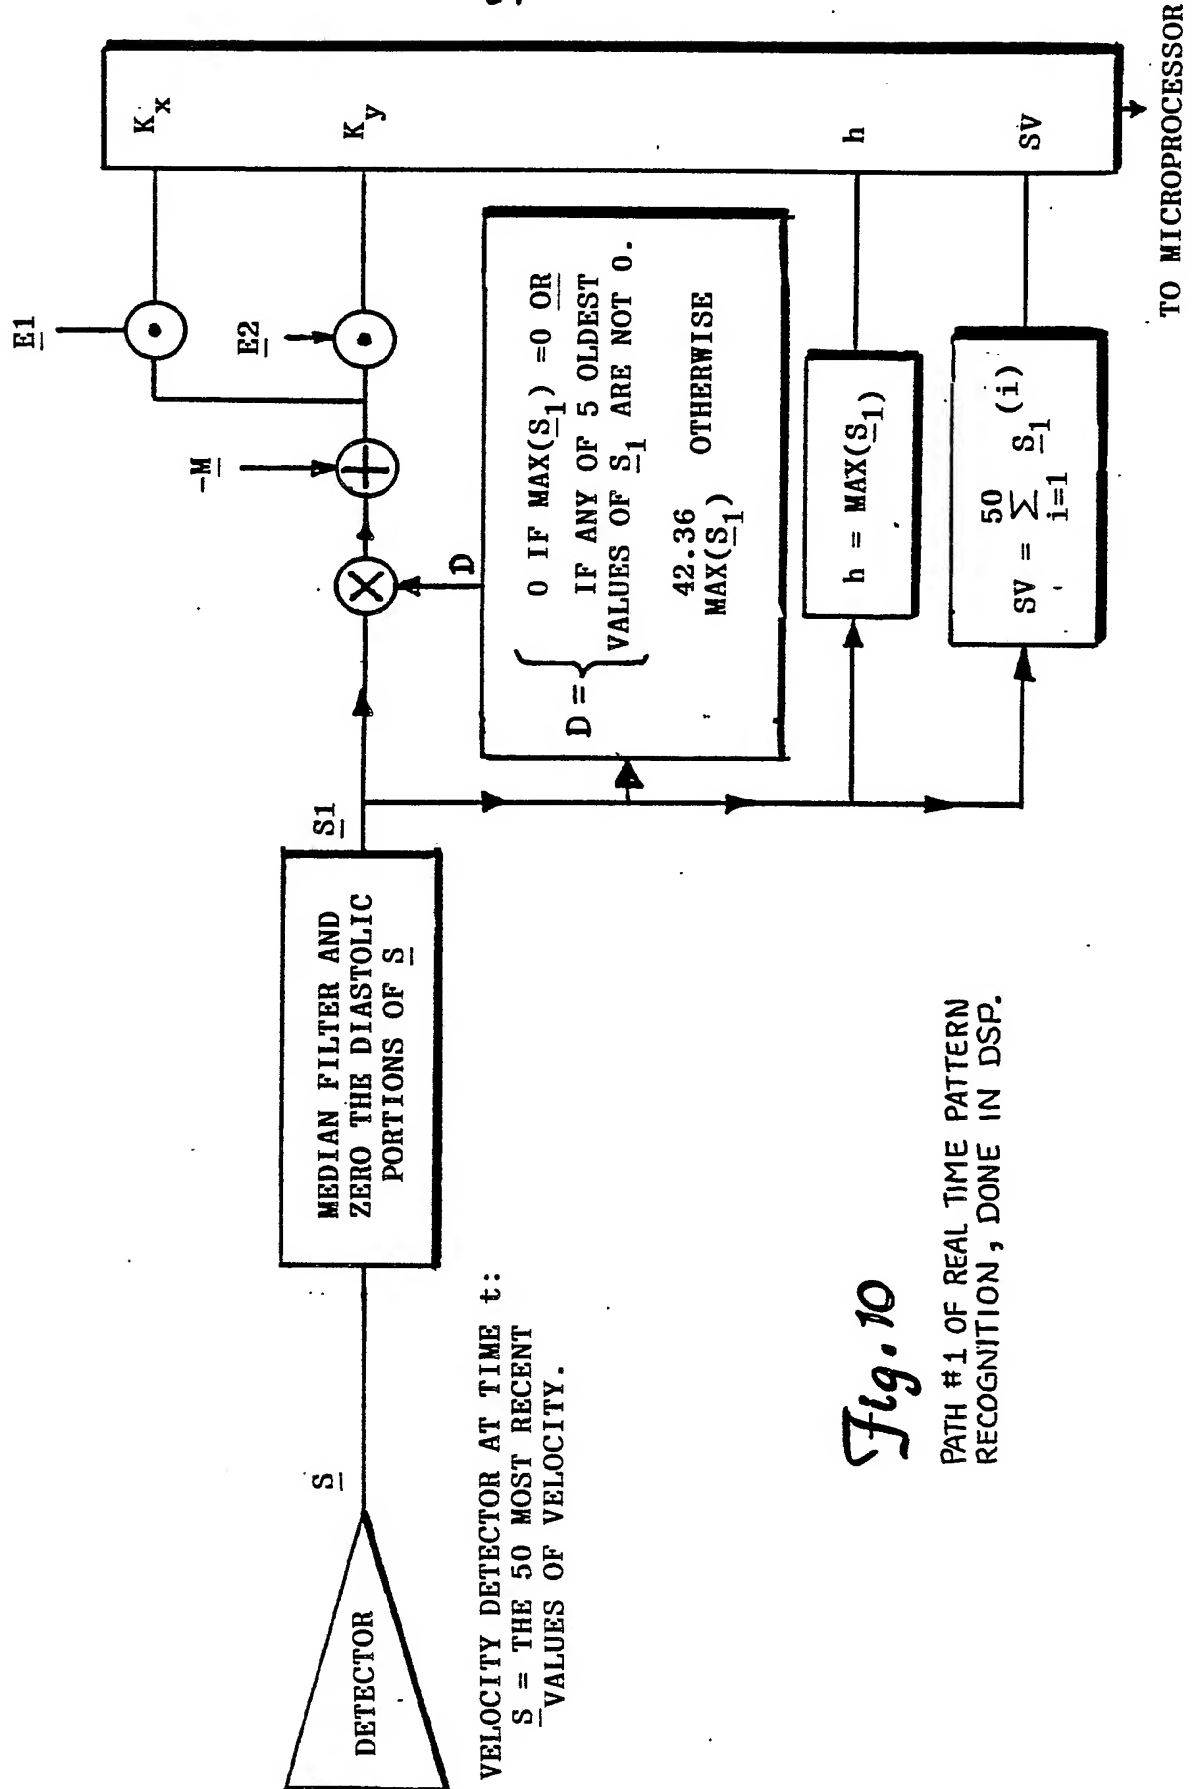 DETECTOR
S
VELOCITY DETECTOR AT TIME t:
S = THE 50 MOST RECENT
VALUES OF VELOCITY.
MEDIAN FILTER AND
ZERO THE DIASTOLIC
PORTIONS OF S
S1
D
-M
E1
E2
D = 0 IF MAX(S1) =0 OR
IF ANY OF 5 OLDEST
VALUES OF S1 ARE NOT 0.
42.36
MAX(S1) OTHERWISE
h = MAX(S1)
50
SV = Σ S1(i)
i=1
Kx
Ky
h
SV
TO MICROPROCESSOR
Fig. 10
PATH #1 OF REAL TIME PATTERN
RECOGNITION, DONE IN DSP.